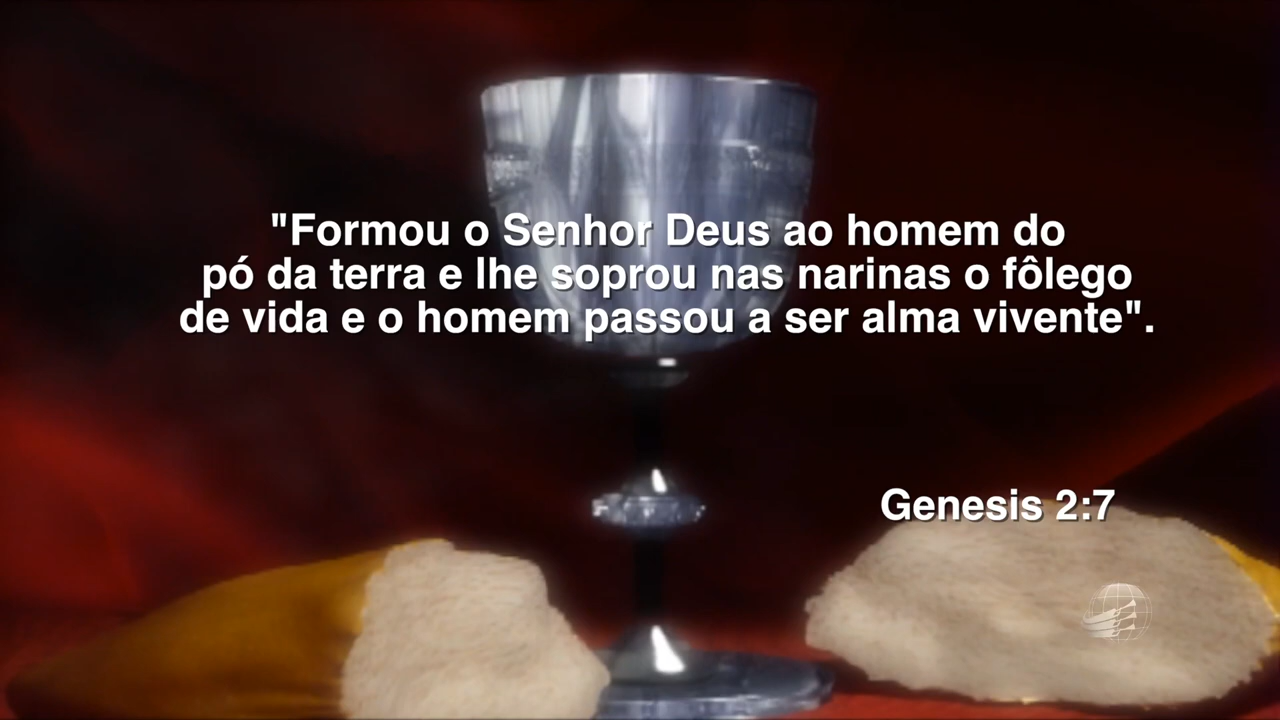 "Formou o Senhor Deus ao homem do
pó da terra e lhe soprou nas narinas o fôlego
de vida e o homem passou a ser alma vivente".
Genesis 2:7